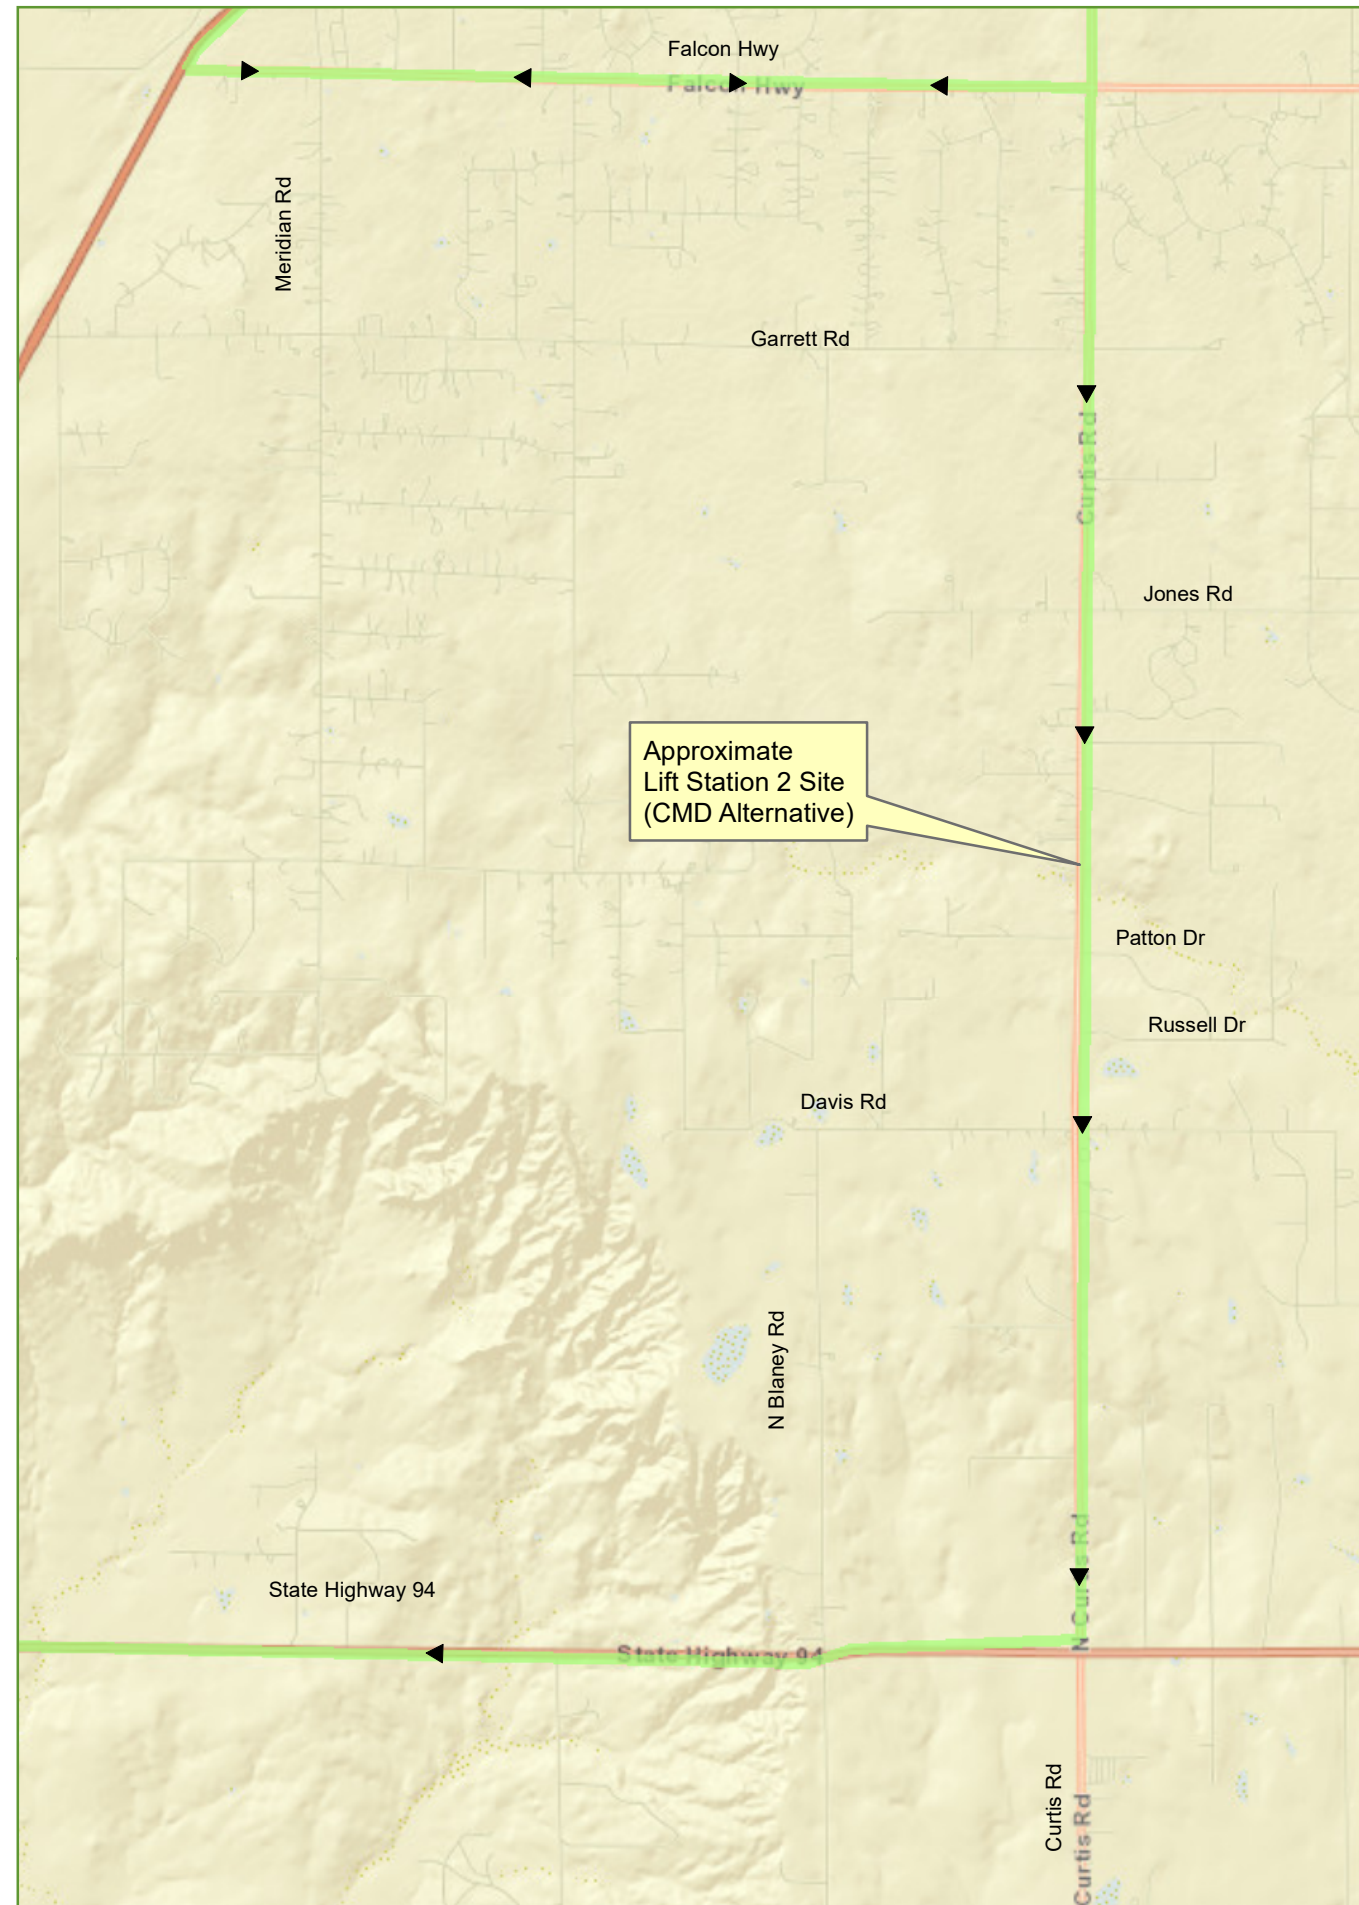 Falcon Hwy
Falcon Hwy
Meridian Rd
Garrett Rd
Curtis Rd
Jones Rd
Approximate
Lift Station 2 Site
(CMD Alternative)
Patton Dr
Russell Dr
Davis Rd
N Blaney Rd
N Curtis Rd
State Highway 94
State Highway 94
Curtis Rd
Curtis Rd